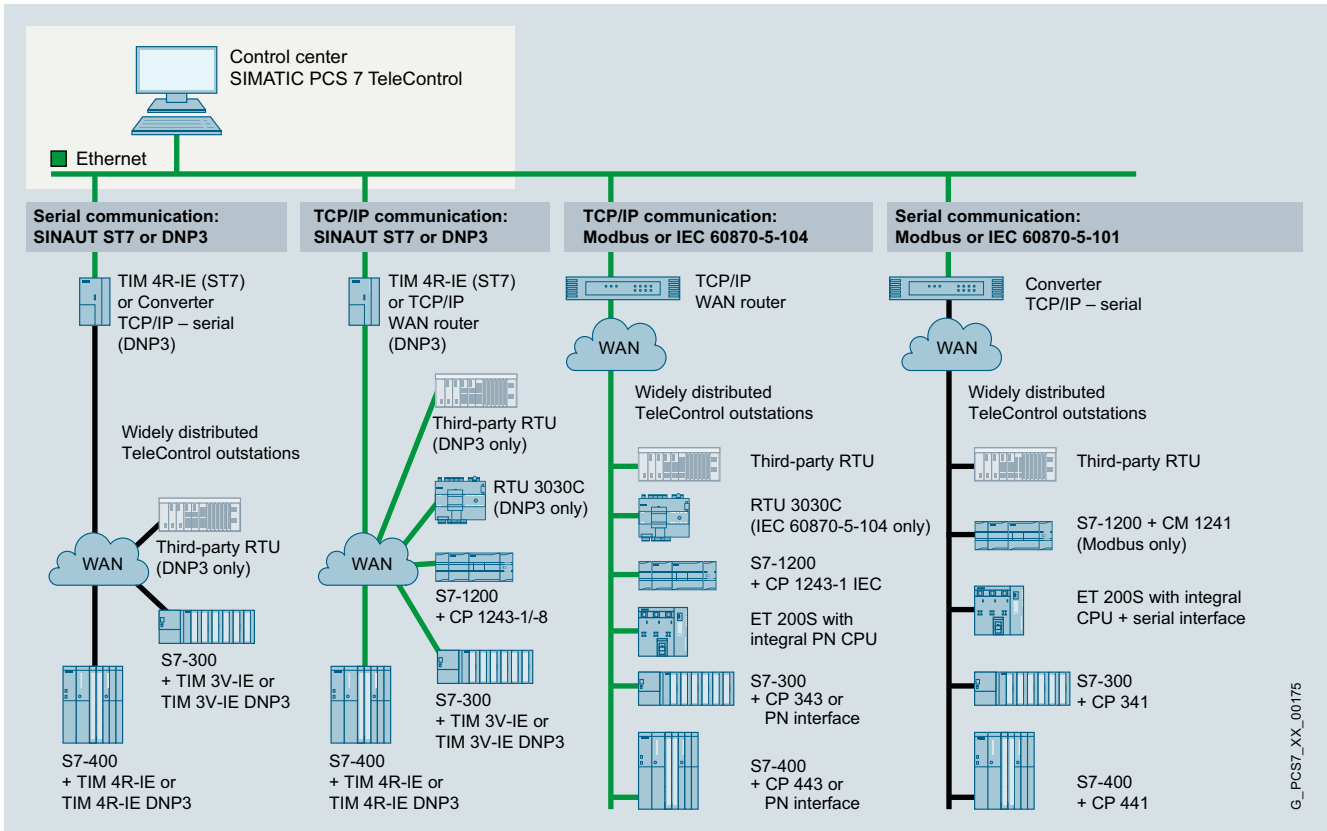 Control center
SIMATIC PCS 7 TeleControl
Ethernet
Serial communication:
SINAUT ST7 or DNP3
TIM 4R-IE (ST7)
or Converter
TCP/IP – serial
(DNP3)
Widely distributed
TeleControl outstations
Third-party RTU
(DNP3 only)
WAN
S7-300
+ TIM 3V-IE or
TIM 3V-IE DNP3
S7-400
+ TIM 4R-IE or
TIM 4R-IE DNP3
TCP/IP communication:
SINAUT ST7 or DNP3
TIM 4R-IE (ST7)
or TCP/IP
WAN router
(DNP3)
Third-party RTU
(DNP3 only)
RTU 3030C
(DNP3 only)
WAN
S7-1200
+ CP 1243-1/-8
S7-300
+ TIM 3V-IE or
TIM 3V-IE DNP3
S7-400
+ TIM 4R-IE or
TIM 4R-IE DNP3
TCP/IP communication:
Modbus or IEC 60870-5-104
TCP/IP
WAN router
WAN
Widely distributed
TeleControl outstations
Third-party RTU
RTU 3030C
(IEC 60870-5-104 only)
S7-1200
+ CP 1243-1 IEC
ET 200S with
integral PN CPU
S7-300
+ CP 343 or
PN interface
S7-400
+ CP 443 or
PN interface
Serial communication:
Modbus or IEC 60870-5-101
Converter
TCP/IP – serial
WAN
Widely distributed
TeleControl outstations
Third-party RTU
S7-1200 + CM 1241
(Modbus only)
ET 200S with integral
CPU + serial interface
S7-300
+ CP 341
S7-400
+ CP 441
G_PCS7_XX_00175